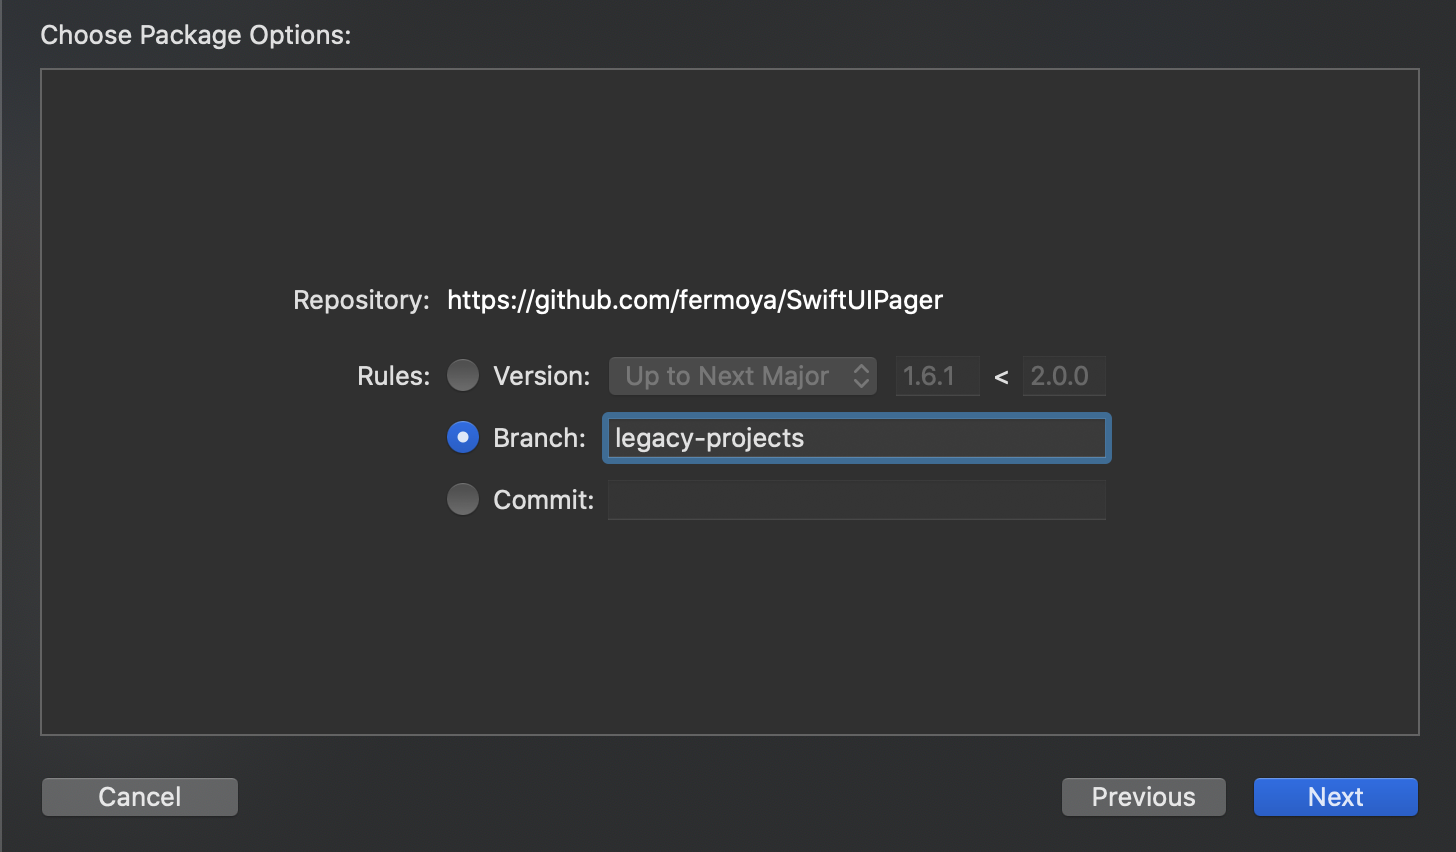 Choose Package Options:
Repository: https://github.com/fermoya/SwiftUIPager
Rules: Version: Up to Next Major 1.6.1 < 2.0.0
Branch: legacy-projects
Commit:
Cancel Previous Next